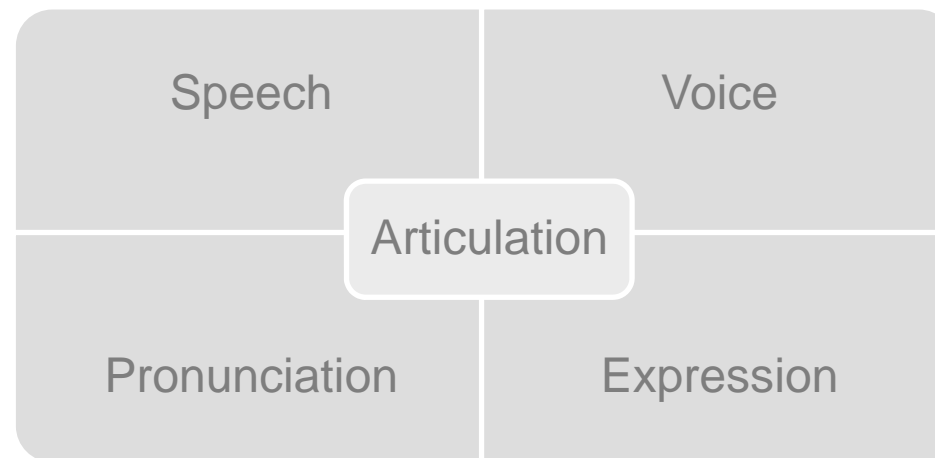 Speech
Voice
Articulation
Pronunciation
Expression